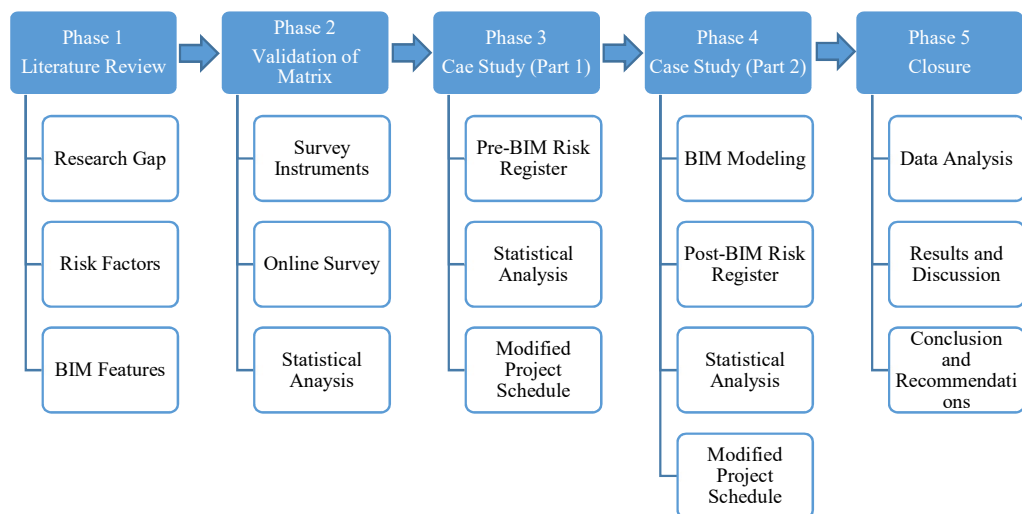 Phase 1
Literature Review
Research Gap
Risk Factors
BIM Features
Phase 2
Validation of
Matrix
Survey
Instruments
Online Survey
Statistical
Anaysis
Phase 3
Cae Study (Part 1)
Pre-BIM Risk
Register
Statistical
Analysis
Modified
Project
Schedule
Phase 4
Case Study (Part 2)
BIM Modeling
Post-BIM Risk
Register
Statistical
Analysis
Modified
Project
Schedule
Phase 5
Closure
Data Analysis
Results and
Discussion
Conclusion
and
Recommendati
ons